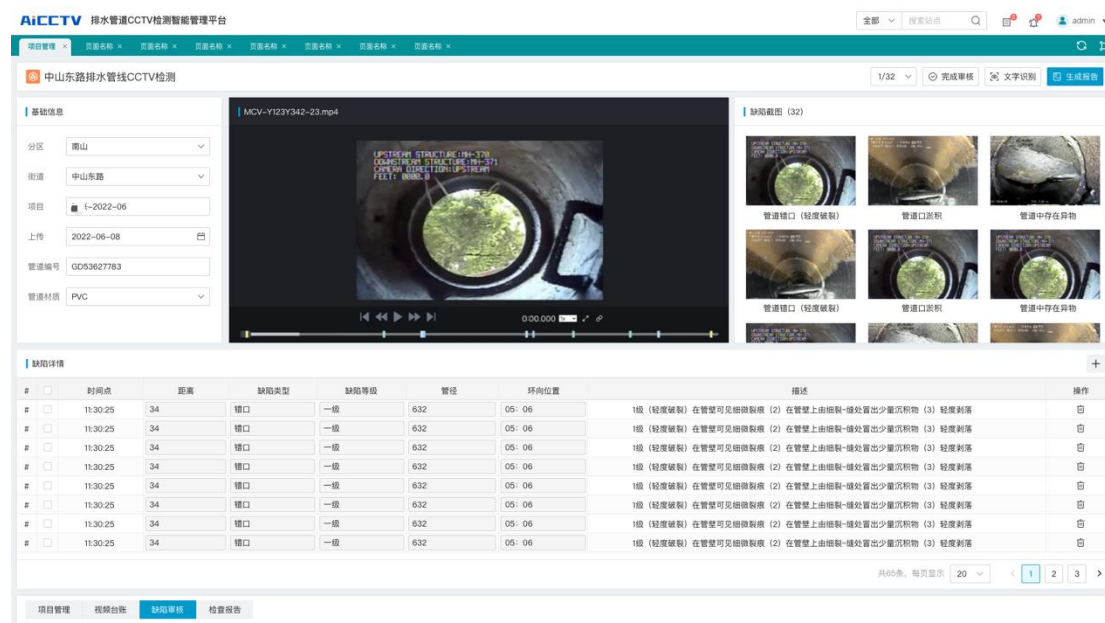 AiCCTV 排水管道CCTV检测智能管理平台 全部 搜索站点 admin
项目管理 × 页面名称 × 页面名称 × 页面名称 × 页面名称 × 页面名称 × 页面名称 × 页面名称 ×
中山东路排水管线CCTV检测 1/32 完成审核 文字识别 生成报告
基础信息
分区 南山
街道 中山东路
项目 -2022-06
上传 2022-06-08
管道编号 GD53627783
管道材质 PVC
MCV-Y123Y342-23.mp4
UPSTREAM STRUCTURE:MH-370
DOWNSTREAM STRUCTURE:MH-371
CAMERA DIRECTION:UPSTREAM
FEET: 0000.0
0:00.000
缺陷截图（32）
管道错口（轻度破裂） 管道口淤积 管道中存在异物
管道错口（轻度破裂） 管道口淤积 管道中存在异物
缺陷详情
# 时间点 距离 缺陷类型 缺陷等级 管径 环向位置 描述 操作
# 11:30:25 34 错口 一级 632 05: 06 1级（轻度破裂）在管壁可见细微裂痕（2）在管壁上由细裂-缝处冒出少量沉积物（3）轻度剥落
# 11:30:25 34 错口 一级 632 05: 06 1级（轻度破裂）在管壁可见细微裂痕（2）在管壁上由细裂-缝处冒出少量沉积物（3）轻度剥落
# 11:30:25 34 错口 一级 632 05: 06 1级（轻度破裂）在管壁可见细微裂痕（2）在管壁上由细裂-缝处冒出少量沉积物（3）轻度剥落
# 11:30:25 34 错口 一级 632 05: 06 1级（轻度破裂）在管壁可见细微裂痕（2）在管壁上由细裂-缝处冒出少量沉积物（3）轻度剥落
# 11:30:25 34 错口 一级 632 05: 06 1级（轻度破裂）在管壁可见细微裂痕（2）在管壁上由细裂-缝处冒出少量沉积物（3）轻度剥落
# 11:30:25 34 错口 一级 632 05: 06 1级（轻度破裂）在管壁可见细微裂痕（2）在管壁上由细裂-缝处冒出少量沉积物（3）轻度剥落
# 11:30:25 34 错口 一级 632 05: 06 1级（轻度破裂）在管壁可见细微裂痕（2）在管壁上由细裂-缝处冒出少量沉积物（3）轻度剥落
# 11:30:25 34 错口 一级 632 05: 06 1级（轻度破裂）在管壁可见细微裂痕（2）在管壁上由细裂-缝处冒出少量沉积物（3）轻度剥落
共65条，每页显示 20 1 2 3
项目管理 视频台账 缺陷审核 检查报告